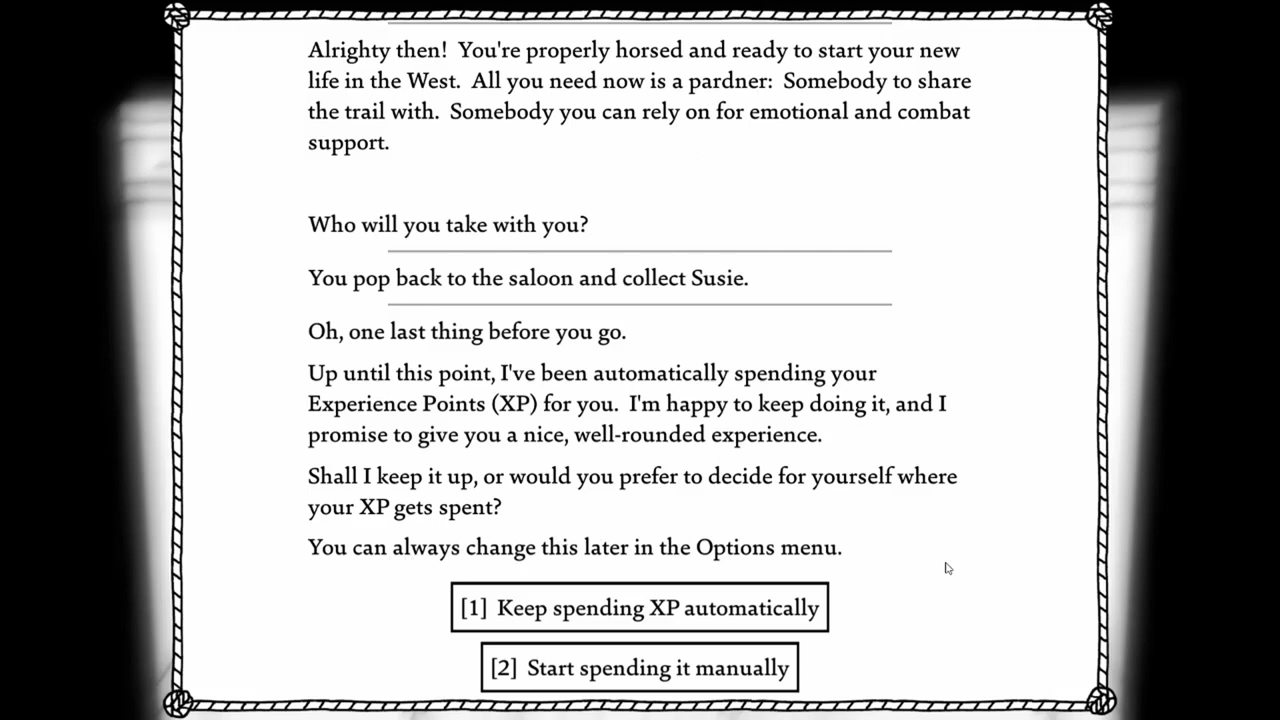 Alrighty then! You're properly horsed and ready to start your new
life in the West. All you need now is a pardner: Somebody to share
the trail with. Somebody you can rely on for emotional and combat
support.
Who will you take with you?
You pop back to the saloon and collect Susie.
Oh, one last thing before you go.
Up until this point, I've been automatically spending your
Experience Points (XP) for you. I'm happy to keep doing it, and I
promise to give you a nice, well-rounded experience.
Shall I keep it up, or would you prefer to decide for yourself where
your XP gets spent?
You can always change this later in the Options menu.
[1] Keep spending XP automatically
[2] Start spending it manually